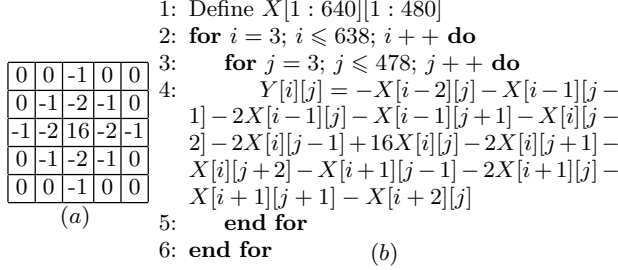 0 0 -1 0 0
0 -1 -2 -1 0
-1 -2 16 -2 -1
0 -1 -2 -1 0
0 0 -1 0 0
(a)
1: Define X[1 : 640][1 : 480]
2: for i = 3; i ⩽ 638; i + + do
3: for j = 3; j ⩽ 478; j + + do
4: Y[i][j] = −X[i−2][j]−X[i−1][j−
1]−2X[i−1][j]−X[i−1][j+1]−X[i][j−
2]−2X[i][j−1]+16X[i][j]−2X[i][j+1]−
X[i][j+2]−X[i+1][j−1]−2X[i+1][j]−
X[i+1][j+1]−X[i+2][j]
5: end for
6: end for
(b)